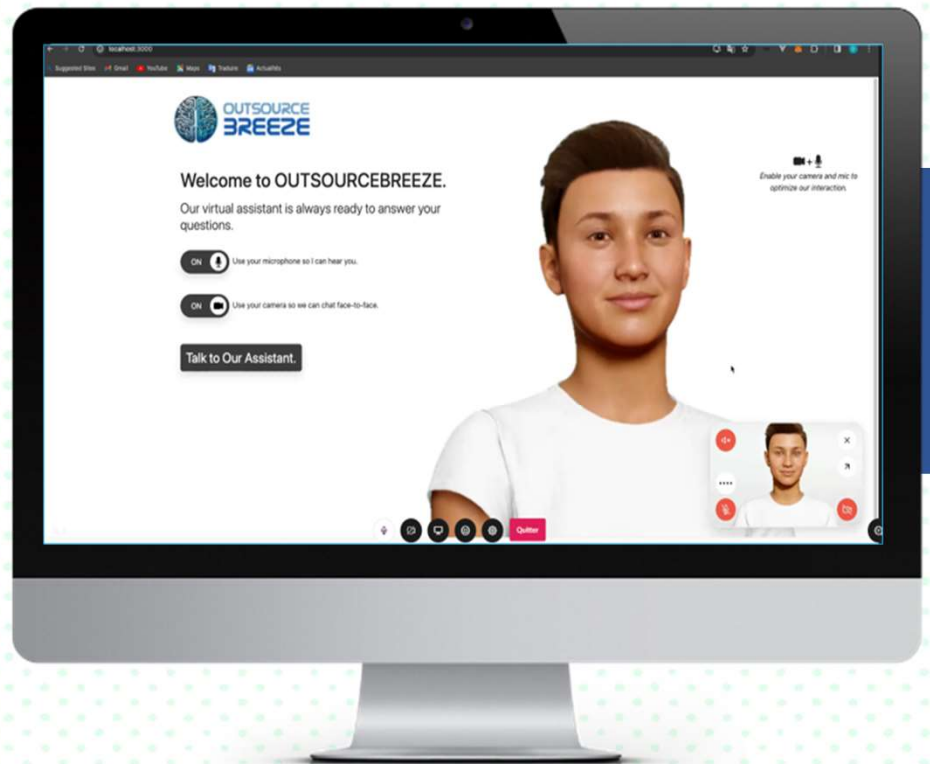 localhost:3000
Suggested Sites Gmail YouTube Maps Traduire Actualités
OUTSOURCE
BREEZE
Welcome to OUTSOURCEBREEZE.
Our virtual assistant is always ready to answer your
questions.
ON Use your microphone so I can hear you.
ON Use your camera so we can chat face-to-face.
Talk to Our Assistant.
+
Enable your camera and mic to
optimize our interaction.
Quitter